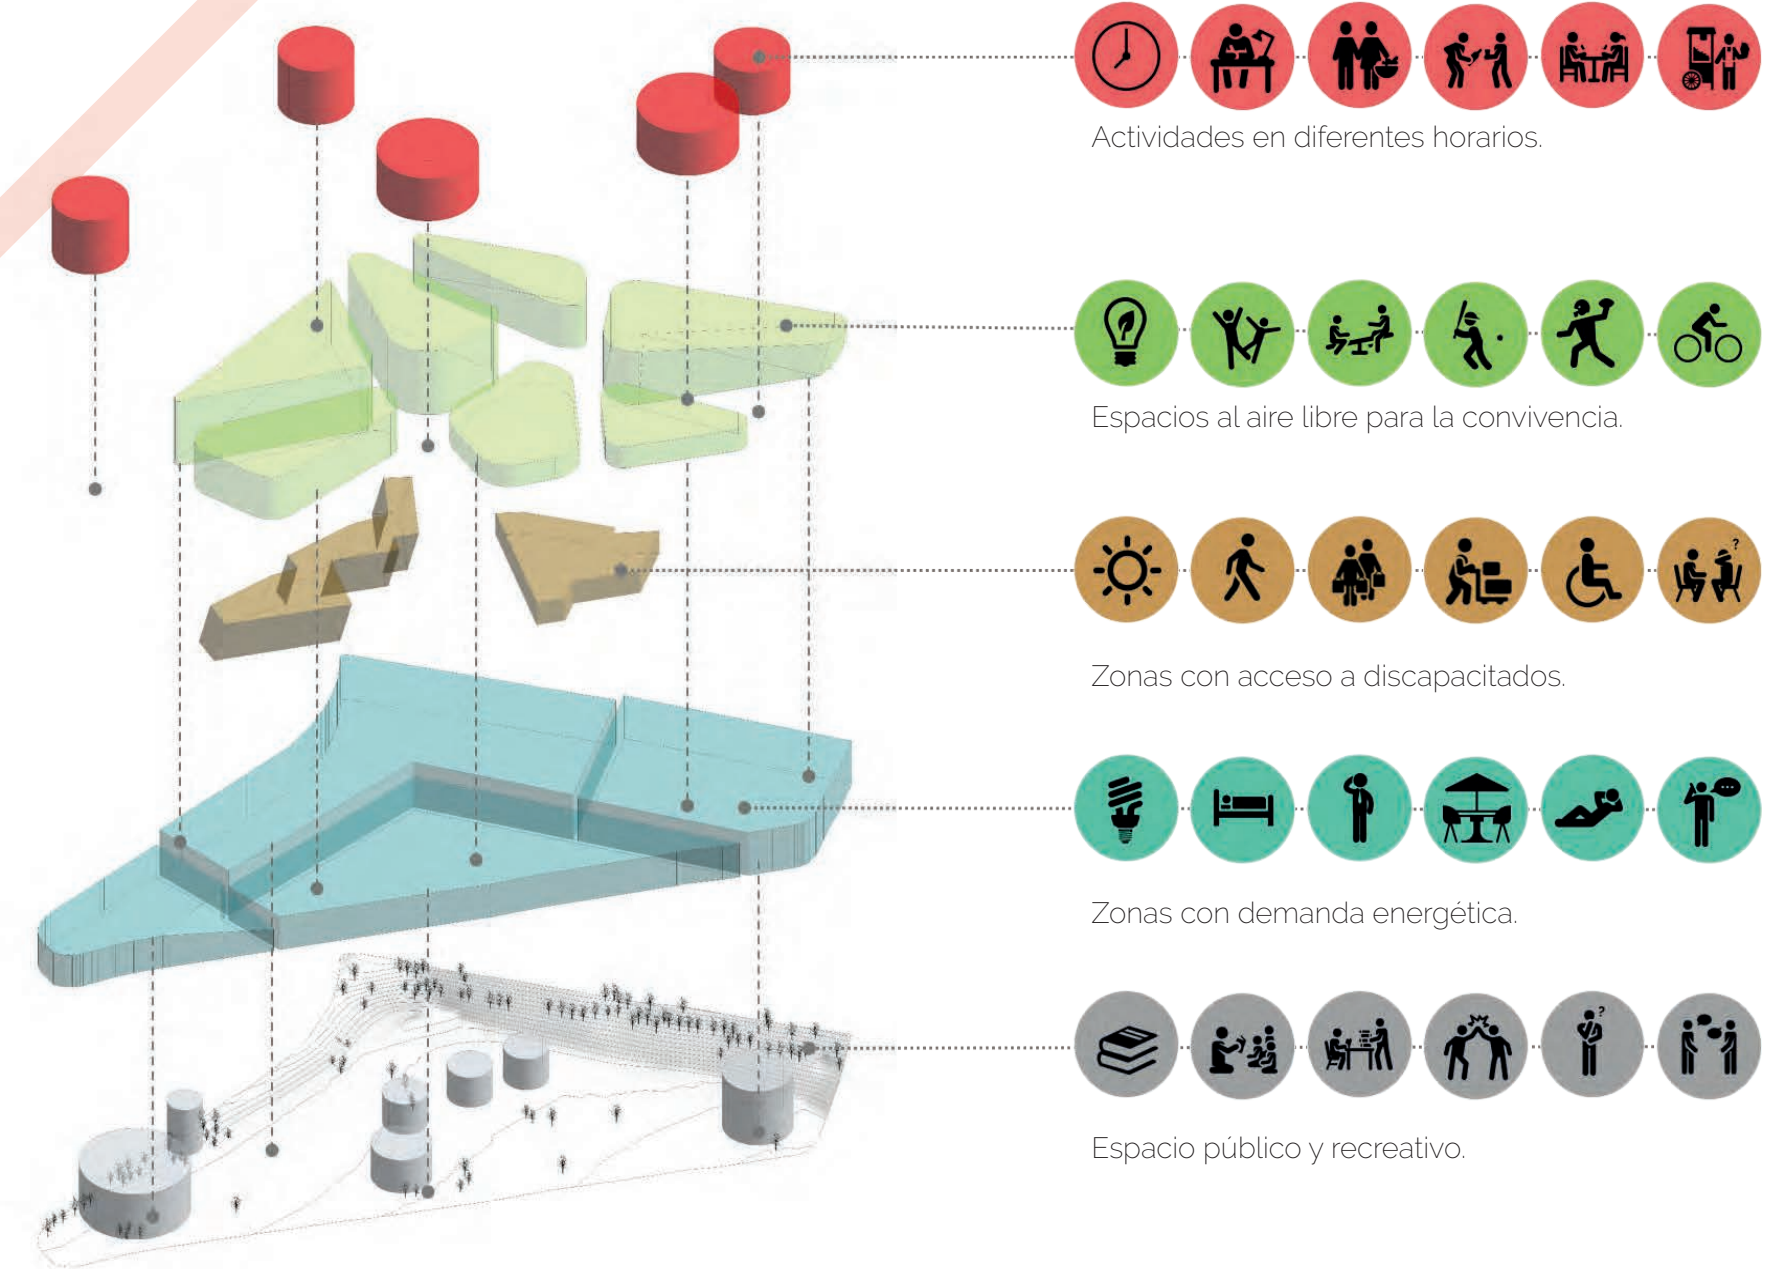 Actividades en diferentes horarios.
Espacios al aire libre para la convivencia.
Zonas con acceso a discapacitados.
Zonas con demanda energética.
Espacio público y recreativo.